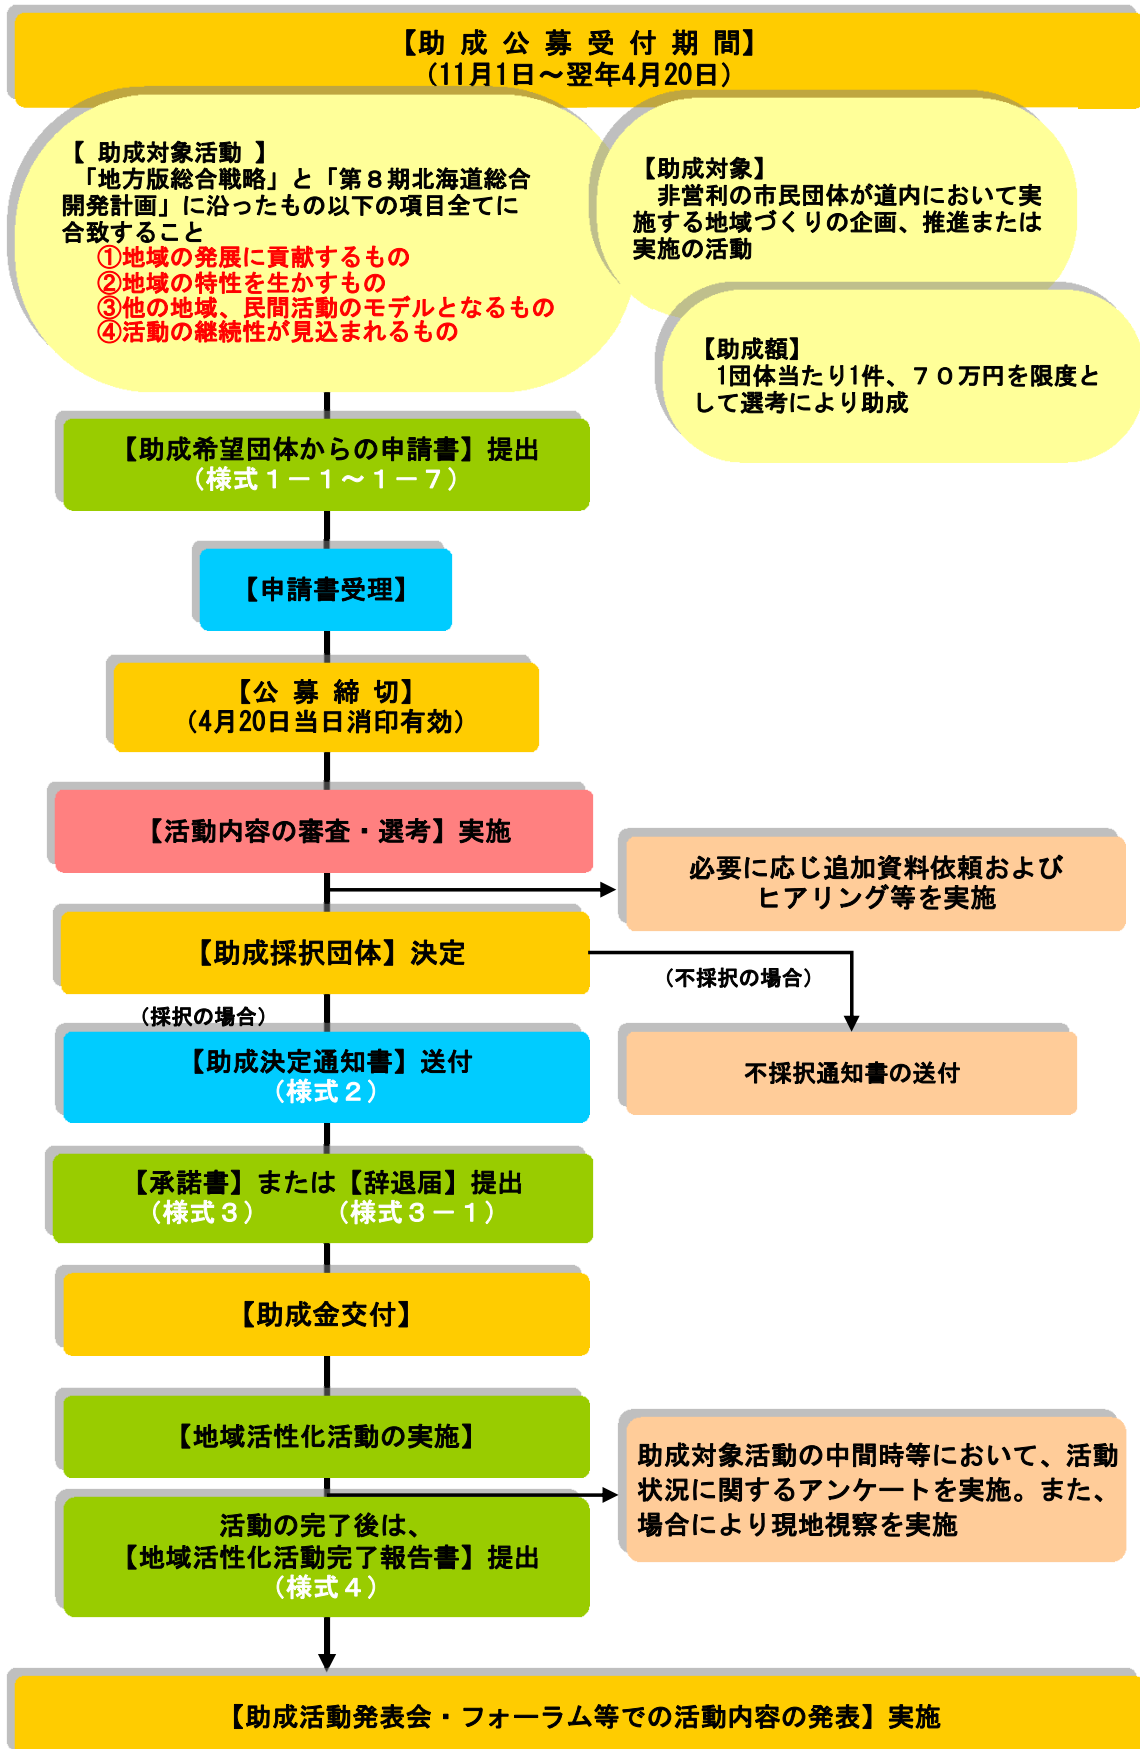 【助 成 公 募 受 付 期 間】
（11月1日～翌年4月20日）
【 助成対象活動 】
「地方版総合戦略」と「第８期北海道総合
開発計画」に沿ったもの以下の項目全てに
合致すること
①地域の発展に貢献するもの
②地域の特性を生かすもの
③他の地域、民間活動のモデルとなるもの
④活動の継続性が見込まれるもの
【助成対象】
非営利の市民団体が道内において実
施する地域づくりの企画、推進または
実施の活動
【助成額】
1団体当たり1件、７０万円を限度と
して選考により助成
【助成希望団体からの申請書】提出
（様式１－１～１－７）
【申請書受理】
【公 募 締 切】
（4月20日当日消印有効）
【活動内容の審査・選考】実施
必要に応じ追加資料依頼および
ヒアリング等を実施
【助成採択団体】決定
（不採択の場合）
（採択の場合）
【助成決定通知書】送付
（様式２）
不採択通知書の送付
【承諾書】または【辞退届】提出
（様式３）　　　（様式３－１）
【助成金交付】
【地域活性化活動の実施】
助成対象活動の中間時等において、活動
状況に関するアンケートを実施。また、
場合により現地視察を実施
活動の完了後は、
【地域活性化活動完了報告書】提出
（様式４）
【助成活動発表会・フォーラム等での活動内容の発表】実施